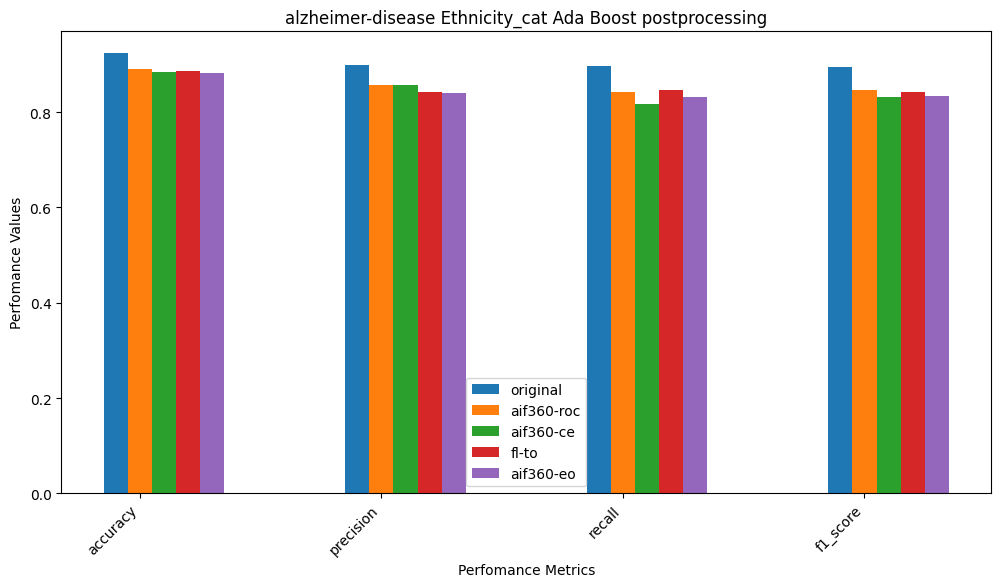 alzheimer-disease Ethnicity_cat Ada Boost postprocessing
Perfomance Values
0.8
0.6
0.4
0.2
0.0
original
aif360-roc
aif360-ce
fl-to
aif360-eo
accuracy
precision
recall
f1_score
Perfomance Metrics